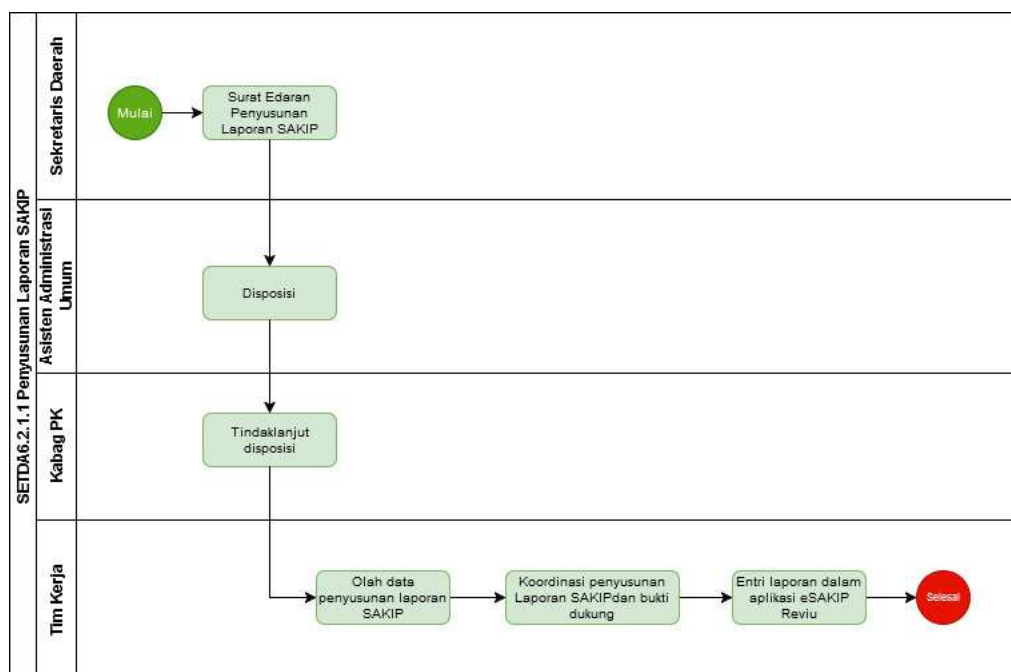 SETDA6.2.1.1 Penyusunan Laporan SAKIP
Sekretaris Daerah
Mulai
Surat Edaran
Penyusunan
Laporan SAKIP
Asisten Administrasi
Umum
Disposisi
Kabag PK
Tindaklanjut
disposisi
Tim Kerja
Olah data
penyusunan laporan
SAKIP
Koordinasi penyusunan
Laporan SAKIPdan bukti
dukung
Entri laporan dalam
aplikasi eSAKIP
Reviu
Selesai